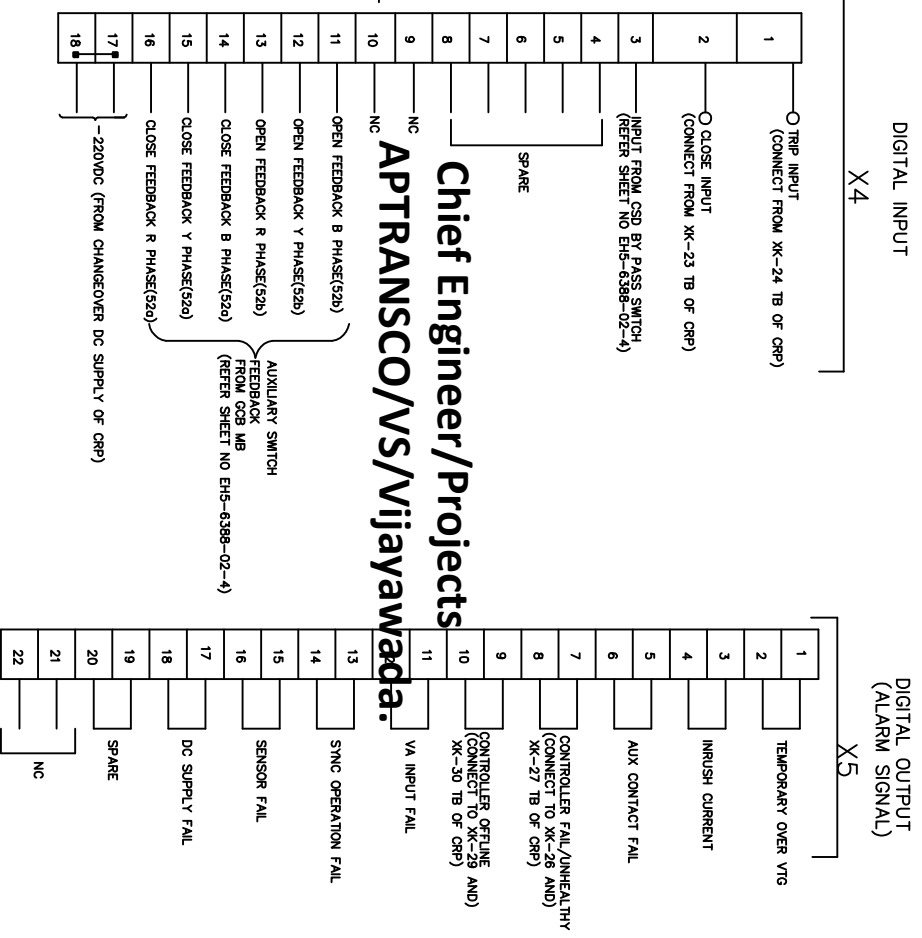 DIGITAL INPUT
X4
1
TRIP INPUT
(CONNECT FROM XK-24 TB OF CRP)
2
CLOSE INPUT
(CONNECT FROM XK-23 TB OF CRP)
3
INPUT FROM CSD BY PASS SWITCH
(REFER SHEET NO EH5-6388-02-4)
4
5
6
7
8
SPARE
9
NC
10
NC
11
OPEN FEEDBACK B PHASE(52b)
12
OPEN FEEDBACK Y PHASE(52b)
13
OPEN FEEDBACK R PHASE(52b)
14
CLOSE FEEDBACK B PHASE(52a)
15
CLOSE FEEDBACK Y PHASE(52a)
16
CLOSE FEEDBACK R PHASE(52a)
AUXILIARY SWITCH
FEEDBACK
FROM GCB MB
(REFER SHEET NO EH5-6388-02-4)
17
18
-220VDC (FROM CHANGEOVER DC SUPPLY OF CRP)
Chief Engineer/Projects
APTRANSCO/VS/Vijayawada.
DIGITAL OUTPUT
(ALARM SIGNAL)
X5
1
2
TEMPORARY OVER VTG
3
4
INRUSH CURRENT
5
6
AUX CONTACT FAIL
7
8
CONTROLLER FAIL/UNHEALTHY
(CONNECT TO XK-26 AND)
XK-27 TB OF CRP)
9
10
CONTROLLER OFFLINE
(CONNECT TO XK-29 AND)
XK-30 TB OF CRP)
11
VA INPUT FAIL
13
14
SYNC OPERATION FAIL
15
16
SENSOR FAIL
17
18
DC SUPPLY FAIL
19
20
SPARE
21
22
NC